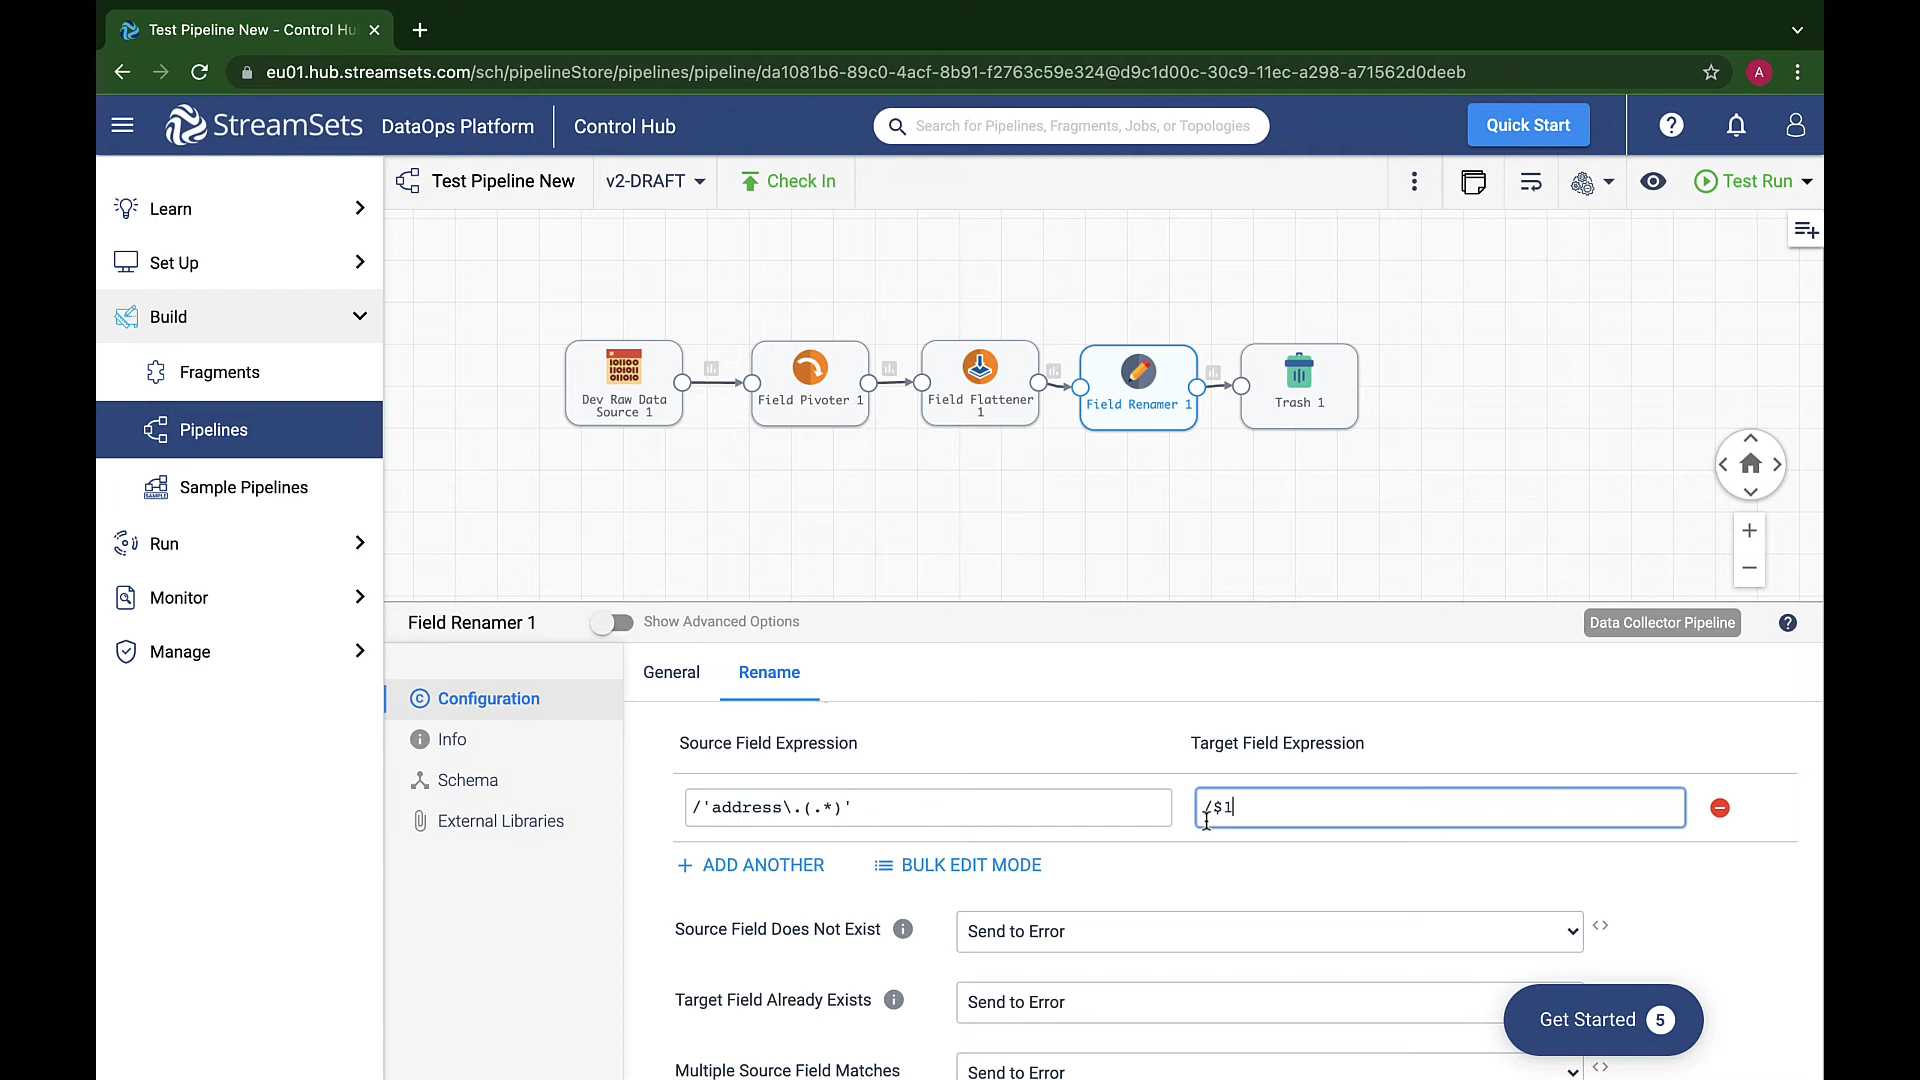 Test Pipeline New - Control Hu
eu01.hub.streamsets.com/sch/pipelineStore/pipelines/pipeline/da1081b6-89c0-4acf-8b91-f2763c59e324@d9c1d00c-30c9-11ec-a298-a71562d0deeb
A
StreamSets DataOps Platform Control Hub
Search for Pipelines, Fragments, Jobs, or Topologies
Quick Start
Test Pipeline New
v2-DRAFT
Check In
Test Run
Learn
Set Up
Build
Fragments
Pipelines
SAMPLE
Sample Pipelines
Run
Monitor
Manage
Dev Raw Data
Source 1
Field Pivoter 1
Field Flattener
1
Field Renamer 1
Trash 1
Field Renamer 1
Show Advanced Options
Data Collector Pipeline
Configuration
Info
Schema
External Libraries
General
Rename
Source Field Expression
Target Field Expression
/'address\.(.*)'
/$1
+ ADD ANOTHER
BULK EDIT MODE
Source Field Does Not Exist
Send to Error
Target Field Already Exists
Send to Error
Multiple Source Field Matches
Send to Error
Get Started 5